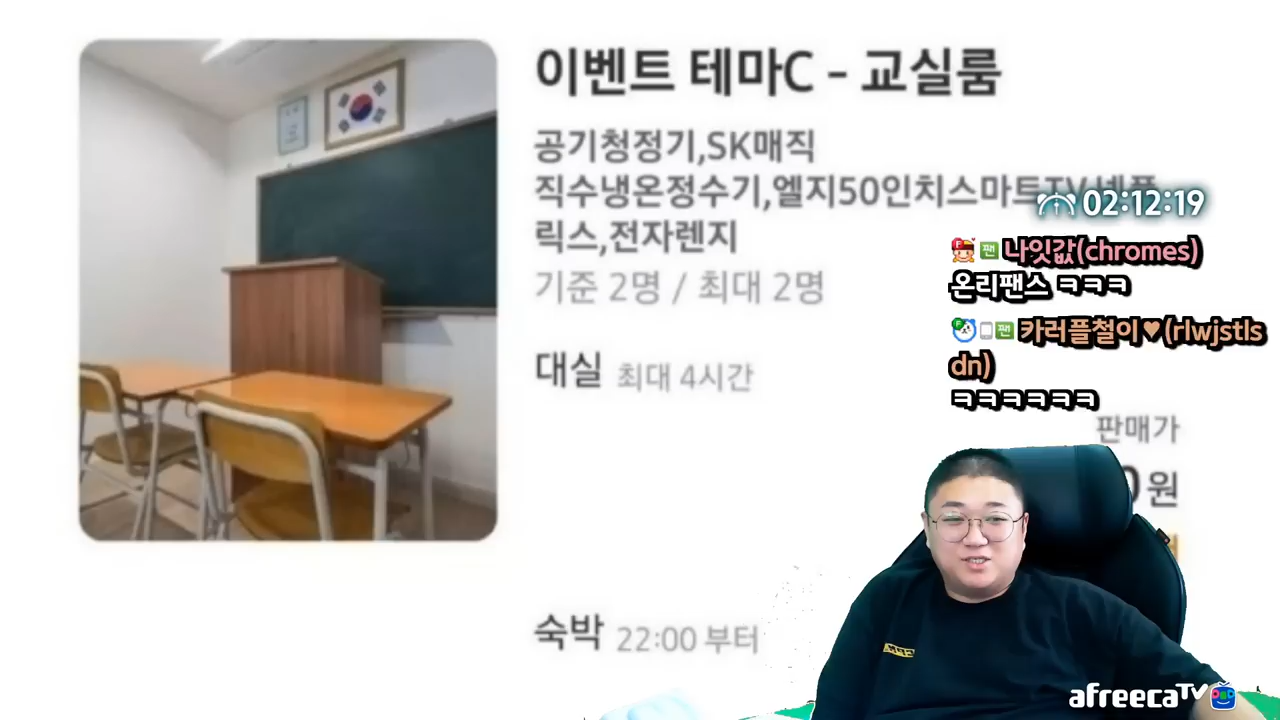 이벤트 테마C - 교실룸
공기청정기,SK매직
직수냉온정수기,엘지50인치스마트TV,넷플
릭스,전자렌지
기준 2명 / 최대 2명
대실 최대 4시간
판매가
0원
숙박 22:00 부터
02:12:19
팬 나잇값(chromes)
온리팬스 ㅋㅋㅋ
팬 카러플철이♥(rlwjstls
dn)
ㅋㅋㅋㅋㅋㅋ
afreecaTV